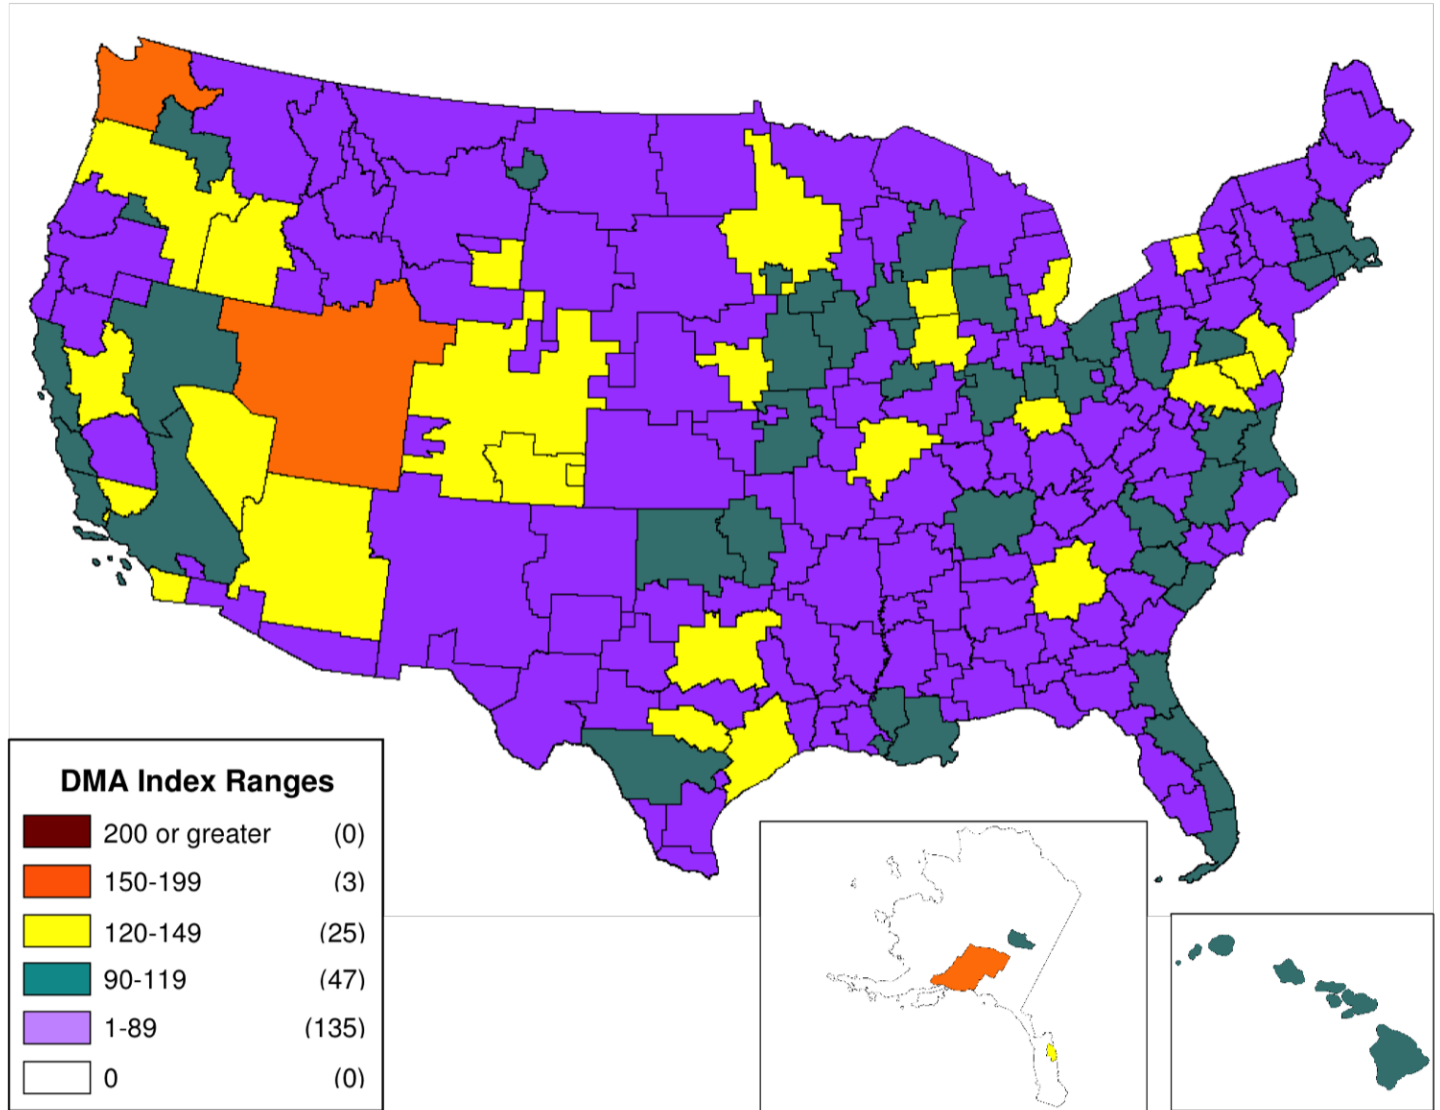 DMA Index Ranges
200 or greater (0)
150-199 (3)
120-149 (25)
90-119 (47)
1-89 (135)
0 (0)